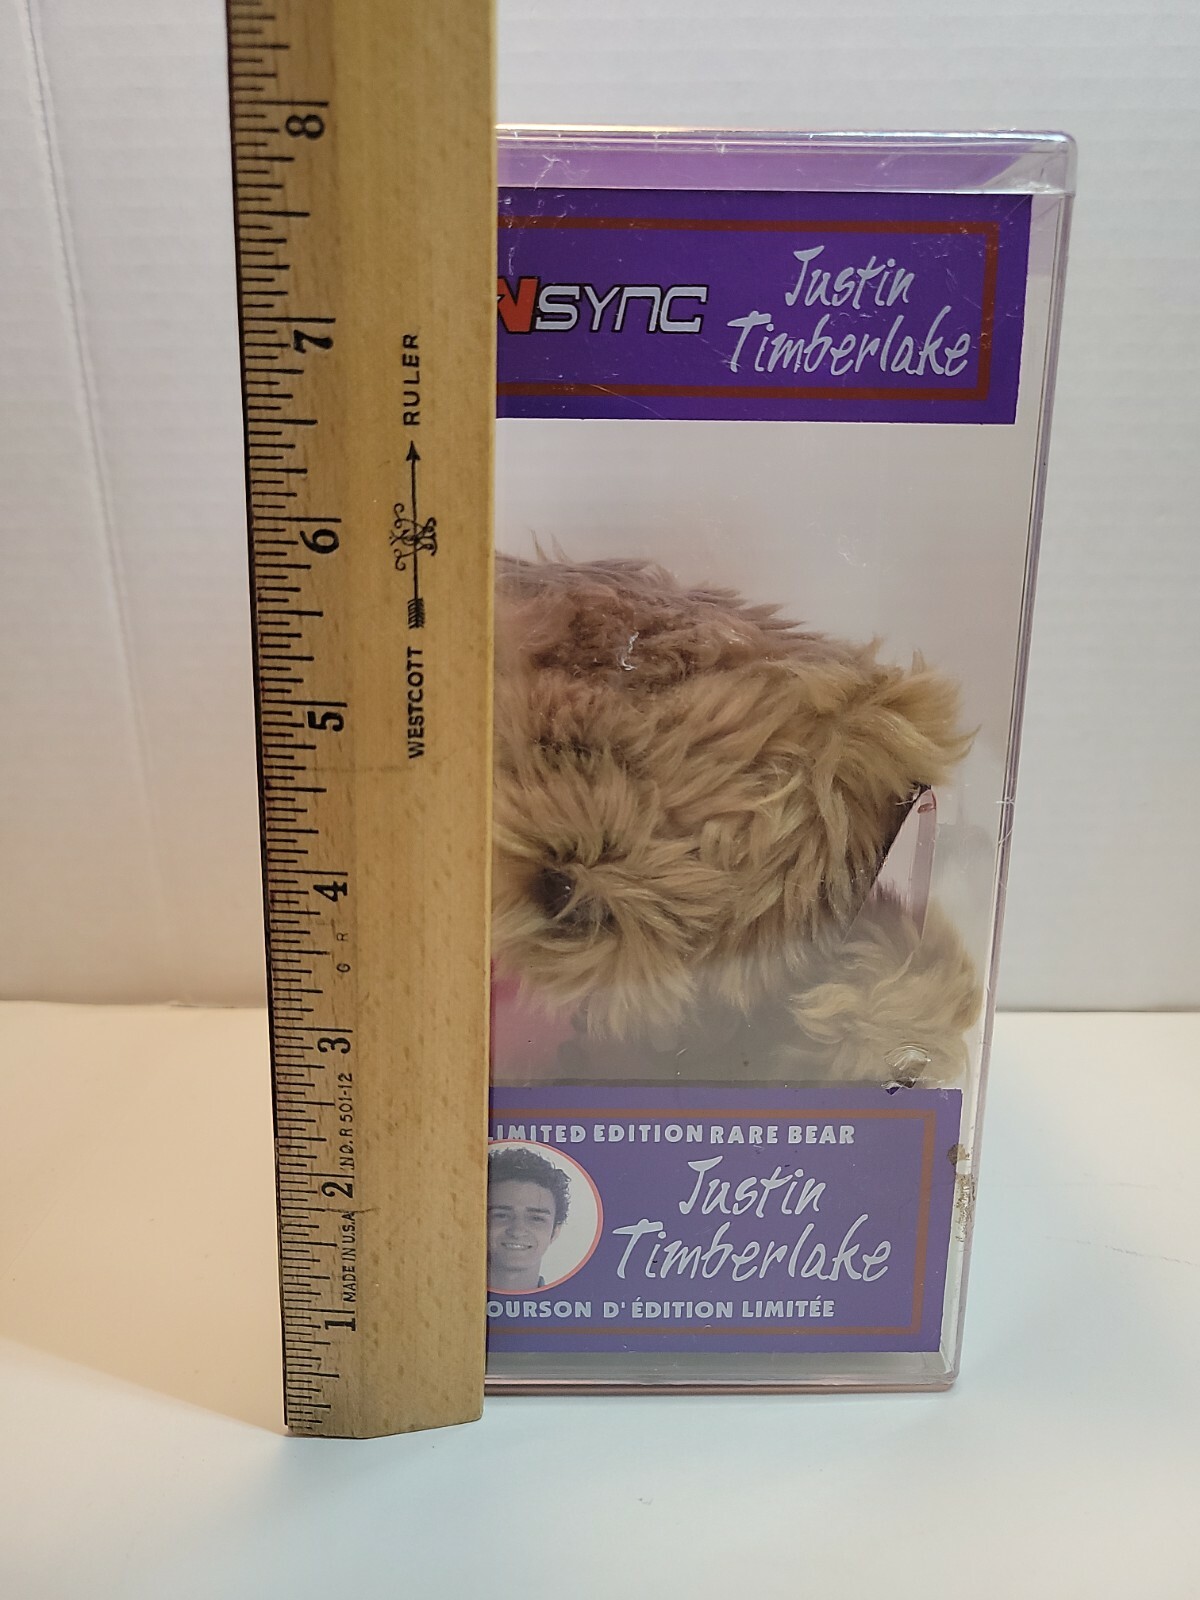 8
7
6
5
4
3
2
1
RULER
WESTCOTT
G R
NO. R 501-12
MADE IN U.S.A
NSYNC
Justin
Timberlake
LIMITED EDITION RARE BEAR
Justin
Timberlake
OURSON D' ÉDITION LIMITÉE